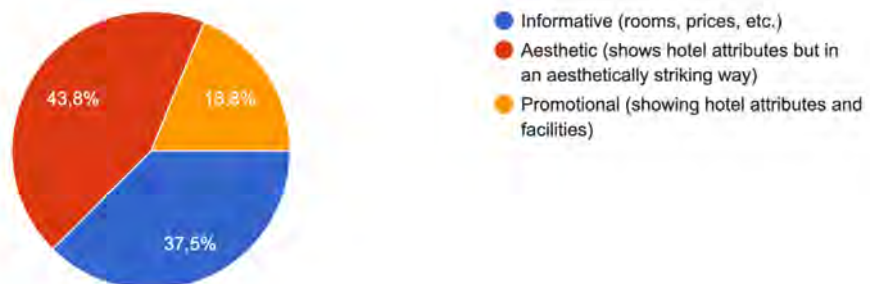 43,8%
18,8%
37,5%
Informative (rooms, prices, etc.)
Aesthetic (shows hotel attributes but in
an aesthetically striking way)
Promotional (showing hotel attributes and
facilities)